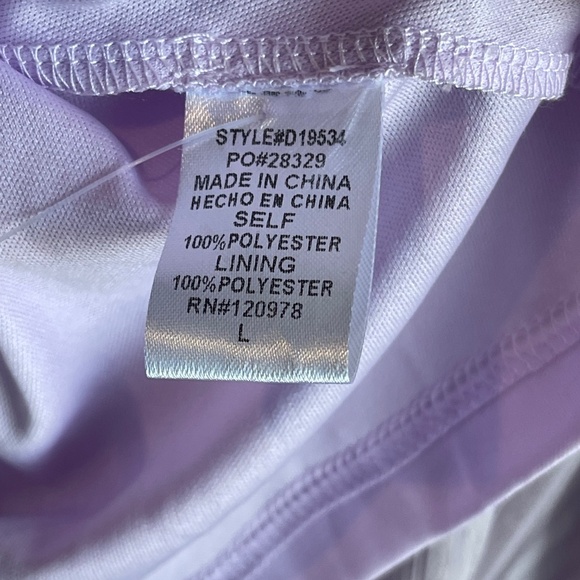 STYLE#D19534
PO#28329
MADE IN CHINA
HECHO EN CHINA
SELF
100%POLYESTER
LINING
100%POLYESTER
RN#120978
L